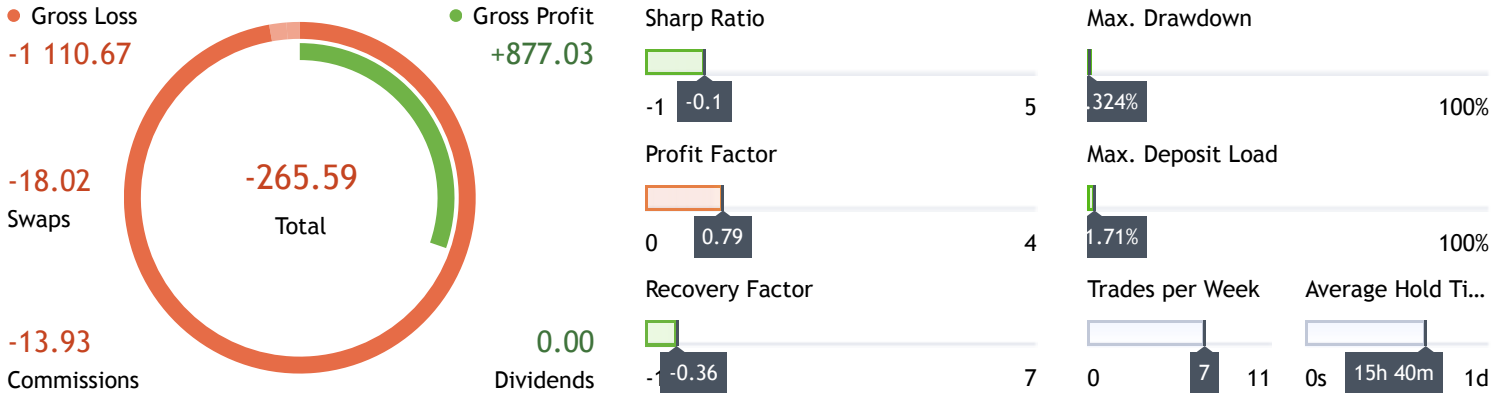 Gross Loss
-1 110.67
Gross Profit
+877.03
-18.02
Swaps
-265.59
Total
-13.93
Commissions
0.00
Dividends
Sharp Ratio
-1
-0.1
5
Profit Factor
0
0.79
4
Recovery Factor
-0.36
7
Max. Drawdown
.324%
100%
Max. Deposit Load
1.71%
100%
Trades per Week
0
7
11
Average Hold Ti...
0s
15h 40m
1d